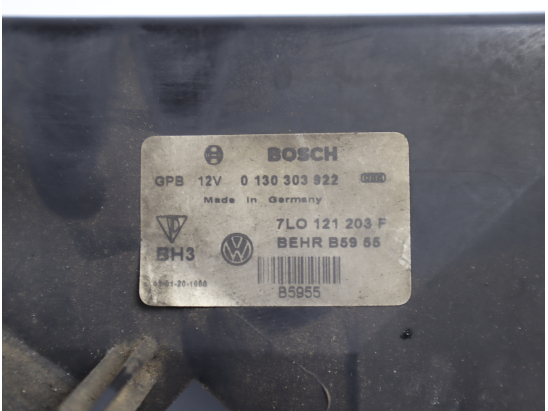 BOSCH
GPB 12V 0 130 303 922
Made in Germany
7L0 121 203 F
BH3 BEHR B59 55
B5955